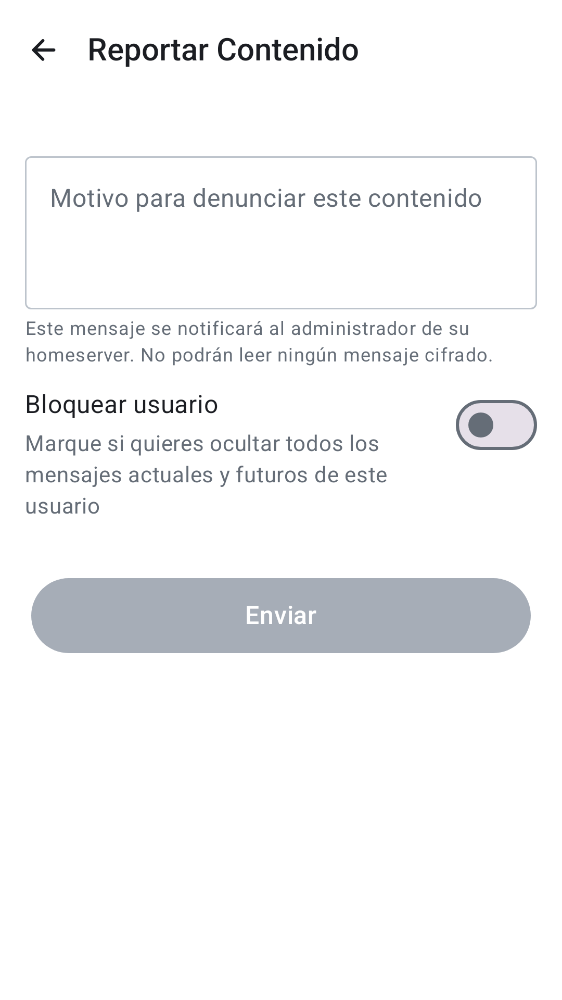 Reportar Contenido
Motivo para denunciar este contenido
Este mensaje se notificará al administrador de su
homeserver. No podrán leer ningún mensaje cifrado.
Bloquear usuario
Marque si quieres ocultar todos los
mensajes actuales y futuros de este
usuario
Enviar